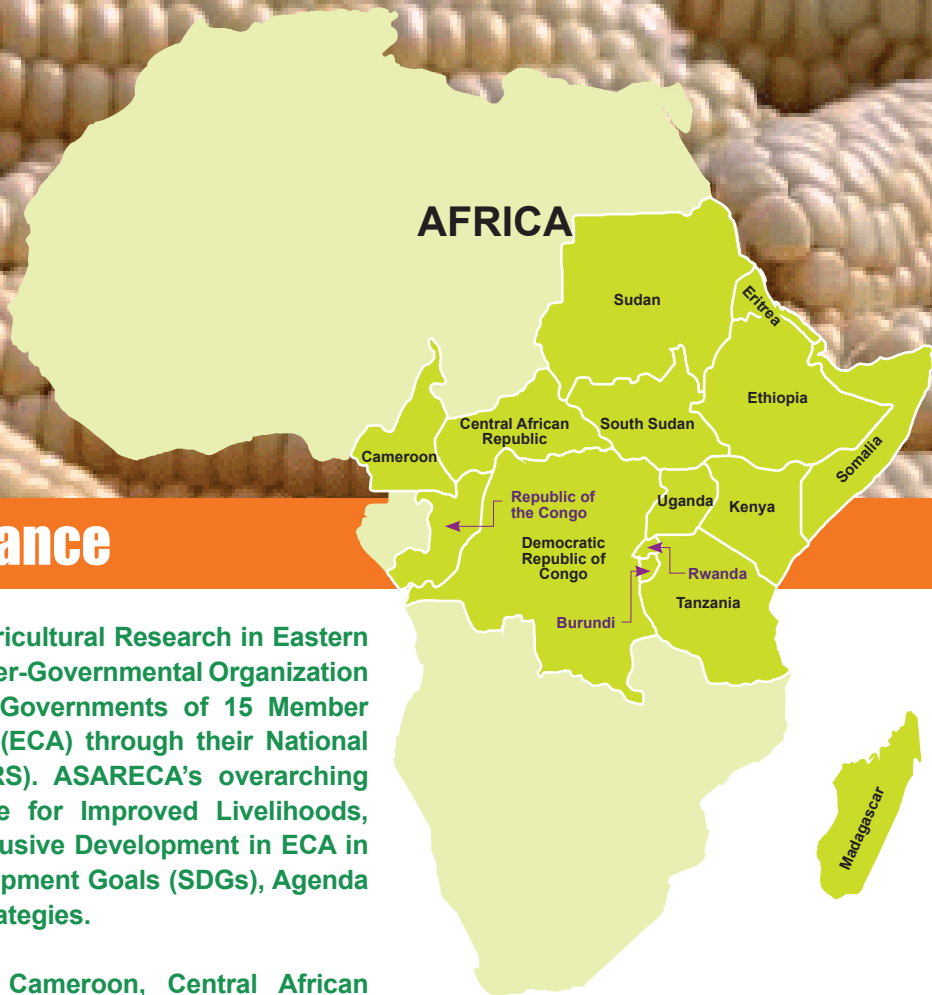 AFRICA
Sudan
Eritrea
Ethiopia
Central African
Republic
South Sudan
Cameroon
Somalia
Republic of
the Congo
Uganda
Kenya
Democratic
Republic of
Congo
Rwanda
Burundi
Tanzania
Madagascar
ance
ricultural Research in Eastern
er-Governmental Organization
Governments of 15 Member
(ECA) through their National
RS). ASARECA's overarching
e for Improved Livelihoods,
usive Development in ECA in
pment Goals (SDGs), Agenda
ategies.
Cameroon, Central African